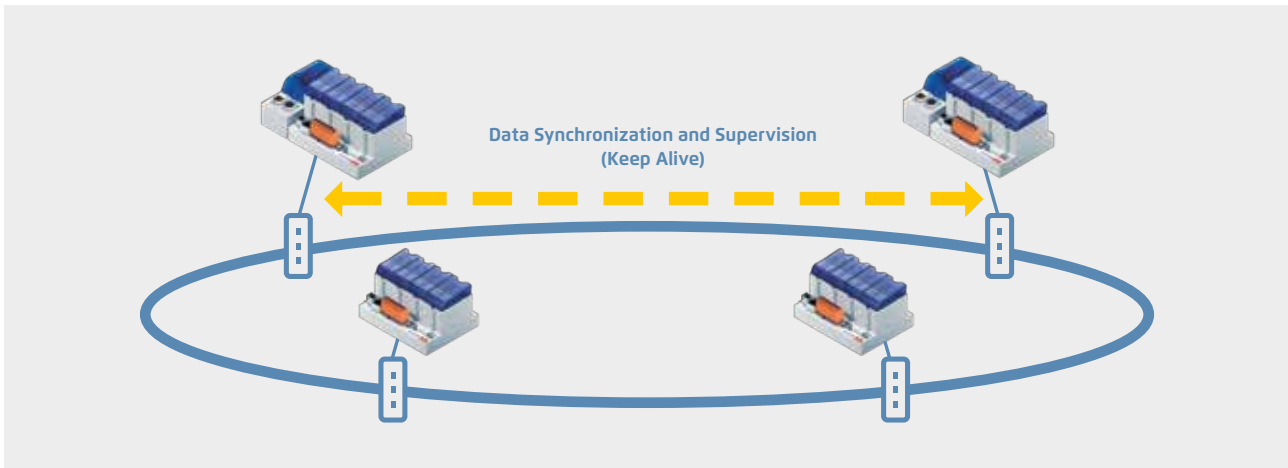 Data Synchronization and Supervision
(Keep Alive)